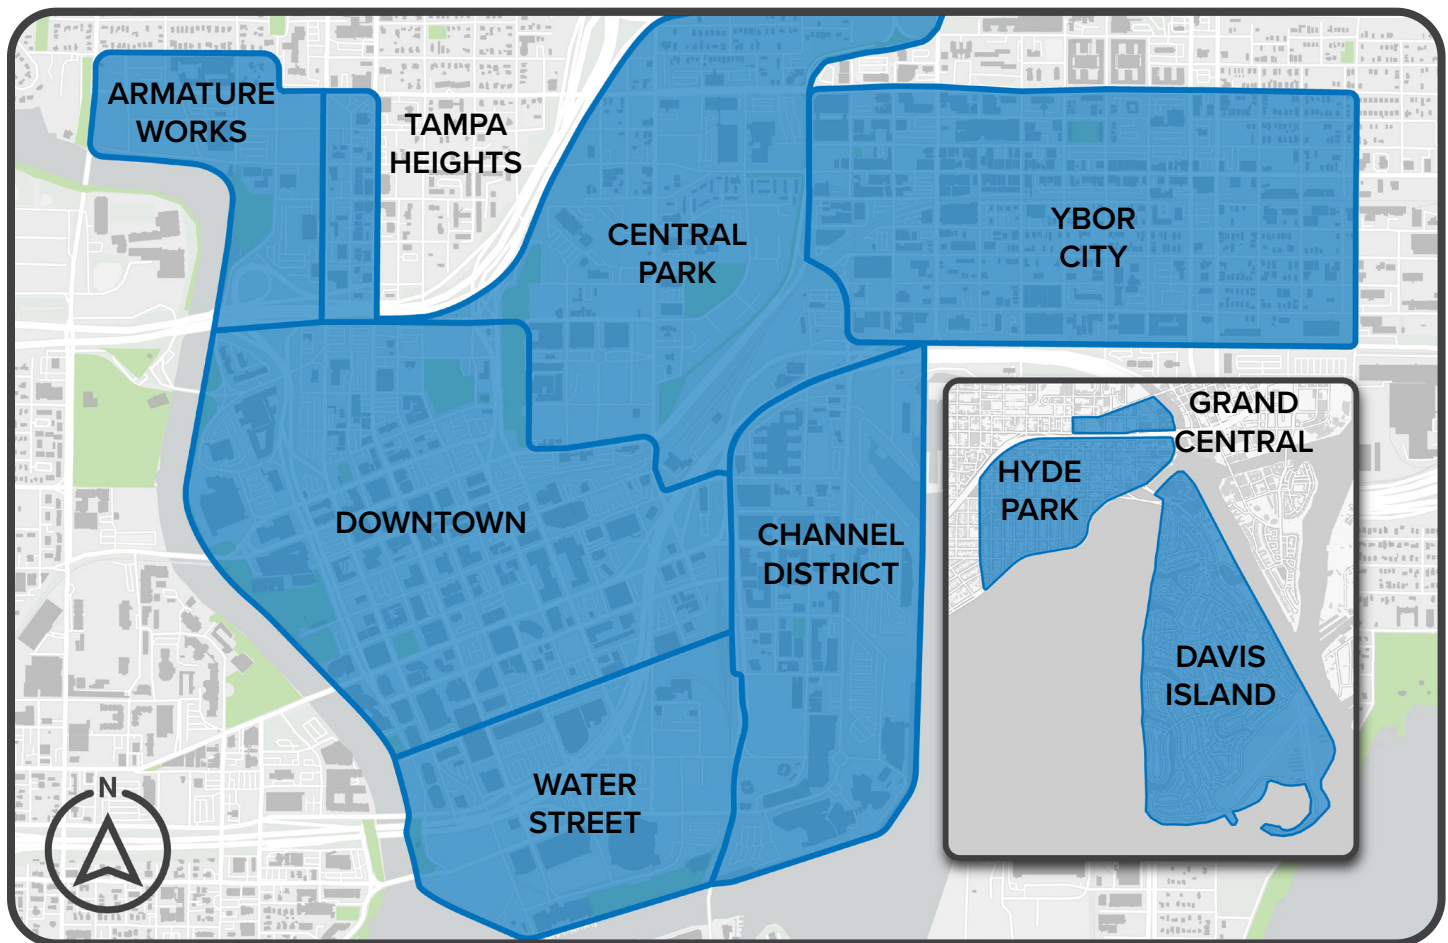 ARMATURE
WORKS
TAMPA
HEIGHTS
CENTRAL
PARK
YBOR
CITY
GRAND
CENTRAL
HYDE
PARK
DOWNTOWN
CHANNEL
DISTRICT
DAVIS
ISLAND
WATER
STREET
N